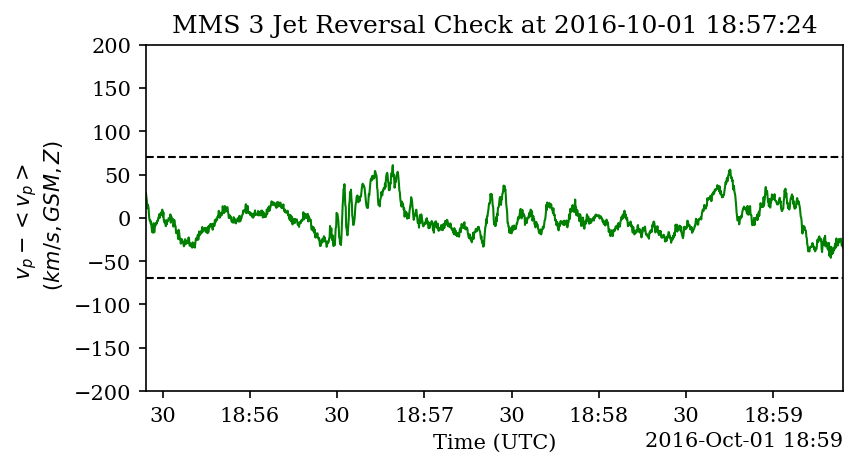 MMS 3 Jet Reversal Check at 2016-10-01 18:57:24
v_p − < v_p >
(km/s, GSM, Z)
200
150
100
50
0
−50
−100
−150
−200
30 18:56 30 18:57 30 18:58 30 18:59
Time (UTC) 2016-Oct-01 18:59